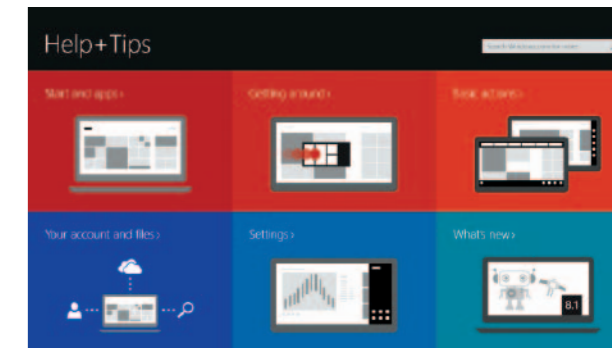 Help+Tips
Start and apps ›
Getting around ›
Basic actions ›
Your account and files ›
Settings ›
What's new ›
8.1